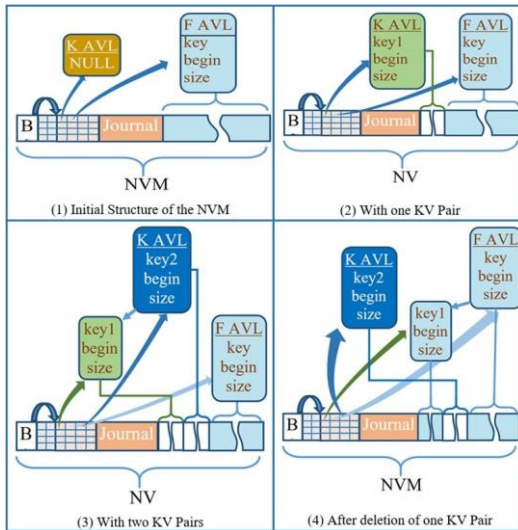 K AVL
NULL
F AVL
key
begin
size
B
Journal
NVM
(1) Initial Structure of the NVM
K AVL
key1
begin
size
F AVL
key
begin
size
B
Journal
NV
(2) With one KV Pair
K AVL
key2
begin
size
key1
begin
size
F AVL
key
begin
size
B
Journal
NV
(3) With two KV Pairs
F AVL
key
begin
size
K AVL
key2
begin
size
key1
begin
size
B
Journal
NVM
(4) After deletion of one KV Pair